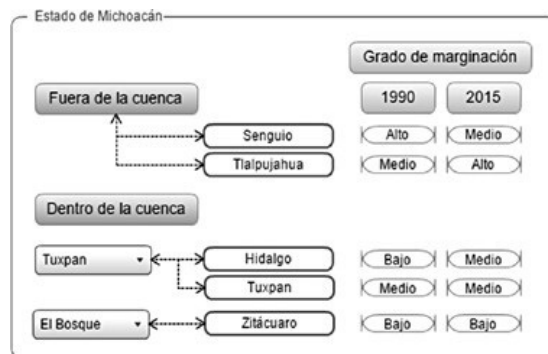 Estado de Michoacán
Grado de marginación
Fuera de la cuenca
1990 2015
Senguio Alto Medio
Tlalpujahua Medio Alto
Dentro de la cuenca
Tuxpan Hidalgo Bajo Medio
Tuxpan Medio Medio
El Bosque Zitácuaro Bajo Bajo